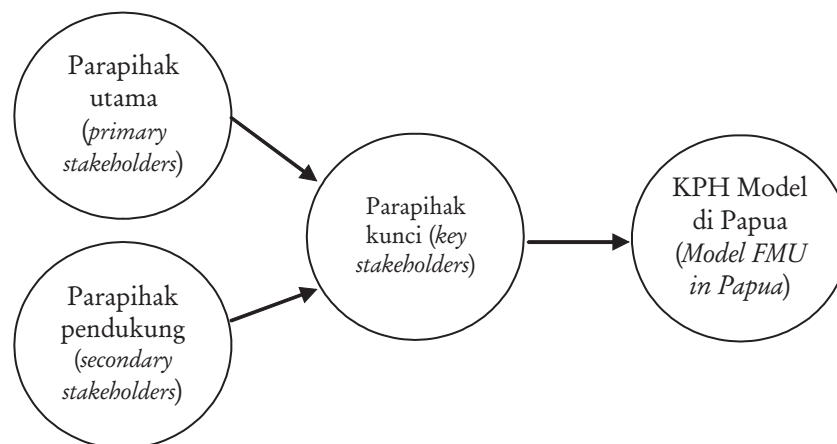 Parapihak
utama
(primary
stakeholders)
Parapihak
pendukung
(secondary
stakeholders)
Parapihak
kunci (key
stakeholders)
KPH Model
di Papua
(Model FMU
in Papua)